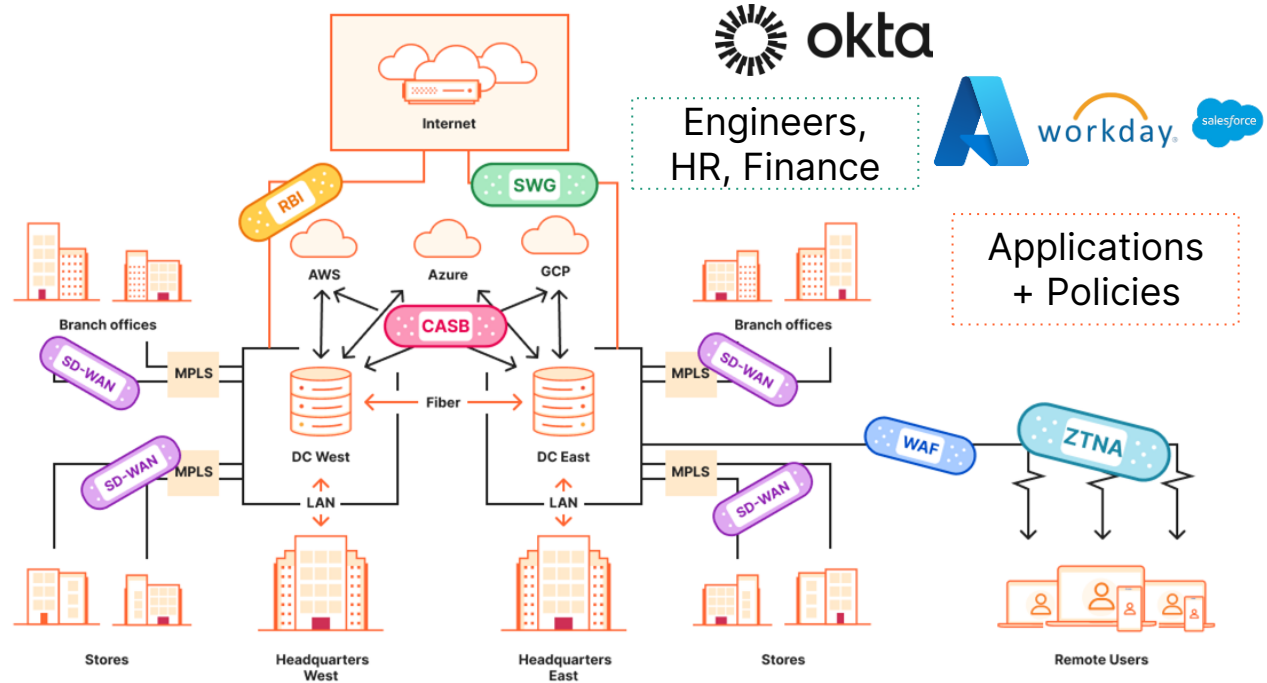 okta
Engineers,
HR, Finance
workday
salesforce
Internet
RBI
SWG
Applications
+ Policies
AWS
Azure
GCP
Branch offices
CASB
Branch offices
SD-WAN
MPLS
MPLS
SD-WAN
Fiber
DC West
DC East
WAF
ZTNA
SD-WAN
MPLS
MPLS
SD-WAN
LAN
LAN
Stores
Headquarters
West
Headquarters
East
Stores
Remote Users